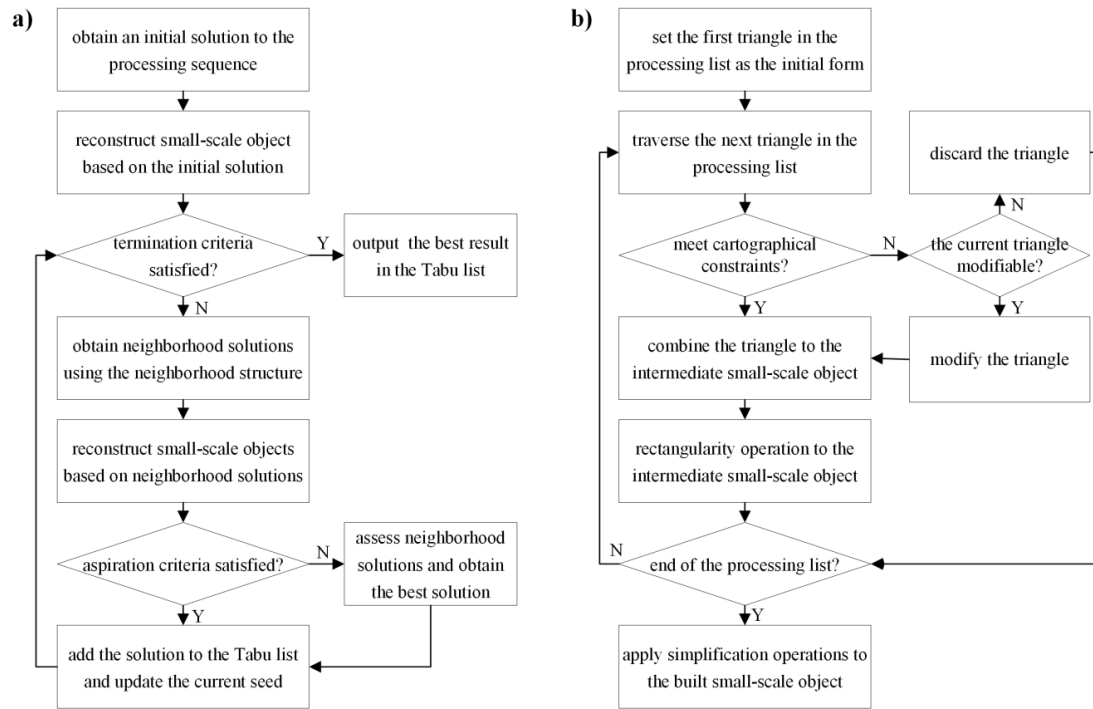 a)
obtain an initial solution to the
processing sequence
reconstruct small-scale object
based on the initial solution
termination criteria
satisfied?
Y
output the best result
in the Tabu list
N
obtain neighborhood solutions
using the neighborhood structure
reconstruct small-scale objects
based on neighborhood solutions
aspiration criteria satisfied?
N
assess neighborhood
solutions and obtain
the best solution
Y
add the solution to the Tabu list
and update the current seed
b)
set the first triangle in the
processing list as the initial form
traverse the next triangle in the
processing list
discard the triangle
N
meet cartographical
constraints?
N
the current triangle
modifiable?
Y
Y
combine the triangle to the
intermediate small-scale object
modify the triangle
rectangularity operation to the
intermediate small-scale object
N
end of the processing list?
Y
apply simplification operations to
the built small-scale object